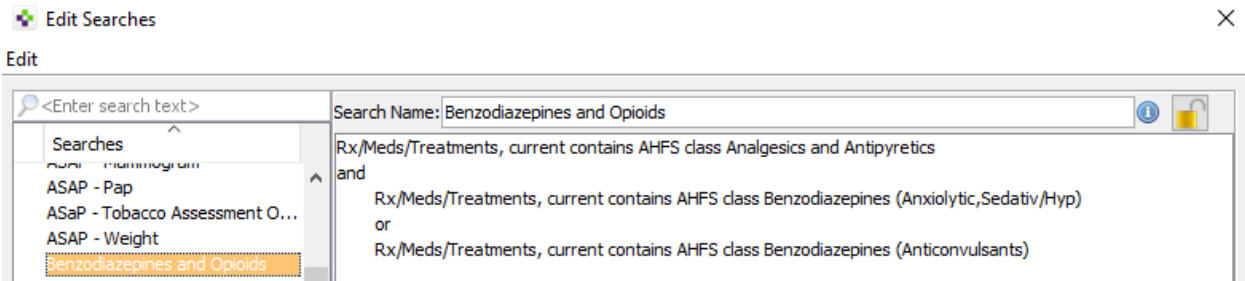 Edit Searches
Edit
<Enter search text>
Search Name: Benzodiazepines and Opioids
Searches
Rx/Meds/Treatments, current contains AHFS class Analgesics and Antipyretics
and
Rx/Meds/Treatments, current contains AHFS class Benzodiazepines (Anxiolytic,Sedativ/Hyp)
or
Rx/Meds/Treatments, current contains AHFS class Benzodiazepines (Anticonvulsants)
ASAP - Mammogram
ASAP - Pap
ASaP - Tobacco Assessment O...
ASAP - Weight
Benzodiazepines and Opioids